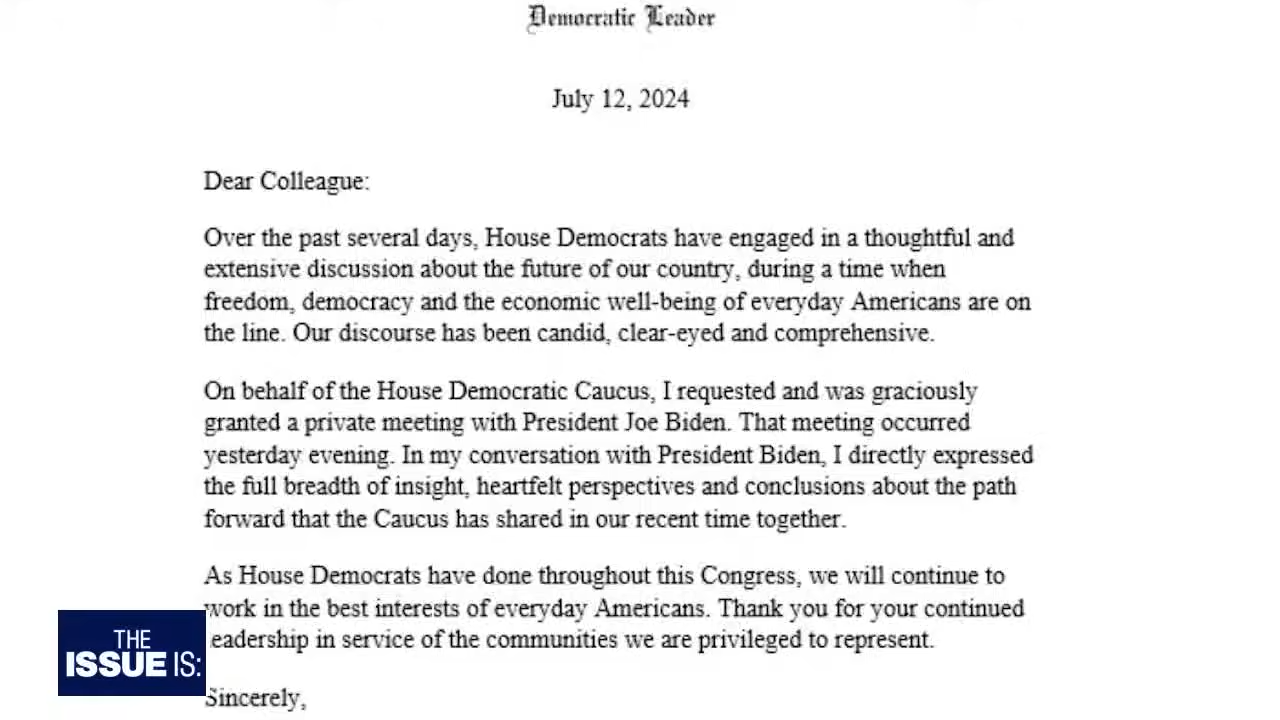 Democratic Leader
July 12, 2024
Dear Colleague:
Over the past several days, House Democrats have engaged in a thoughtful and
extensive discussion about the future of our country, during a time when
freedom, democracy and the economic well-being of everyday Americans are on
the line. Our discourse has been candid, clear-eyed and comprehensive.
On behalf of the House Democratic Caucus, I requested and was graciously
granted a private meeting with President Joe Biden. That meeting occurred
yesterday evening. In my conversation with President Biden, I directly expressed
the full breadth of insight, heartfelt perspectives and conclusions about the path
forward that the Caucus has shared in our recent time together.
As House Democrats have done throughout this Congress, we will continue to
work in the best interests of everyday Americans. Thank you for your continued
leadership in service of the communities we are privileged to represent.
Sincerely,
THE
ISSUE IS: